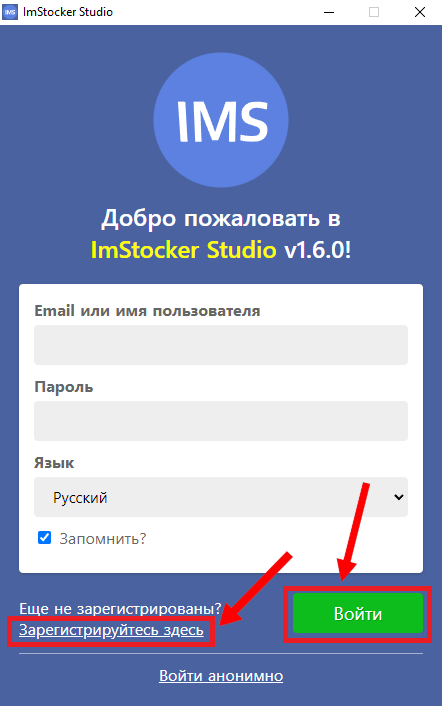 IMS ImStocker Studio
IMS
Добро пожаловать в
ImStocker Studio v1.6.0!
Email или имя пользователя
Пароль
Язык
Русский
Запомнить?
Еще не зарегистрированы?
Зарегистрируйтесь здесь
Войти
Войти анонимно